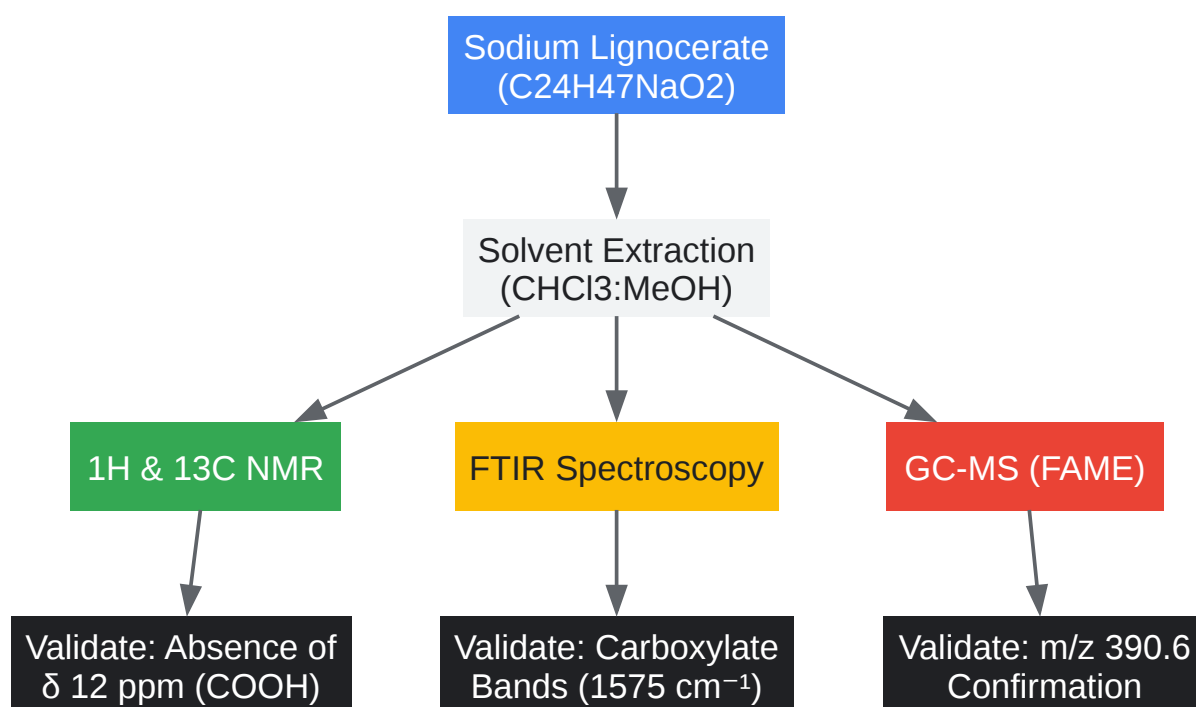 Sodium Lignocerate
(C24H47NaO2)
Solvent Extraction
(CHCl3:MeOH)
1H & 13C NMR
FTIR Spectroscopy
GC-MS (FAME)
Validate: Absence of
δ 12 ppm (COOH)
Validate: Carboxylate
Bands (1575 cm⁻¹)
Validate: m/z 390.6
Confirmation